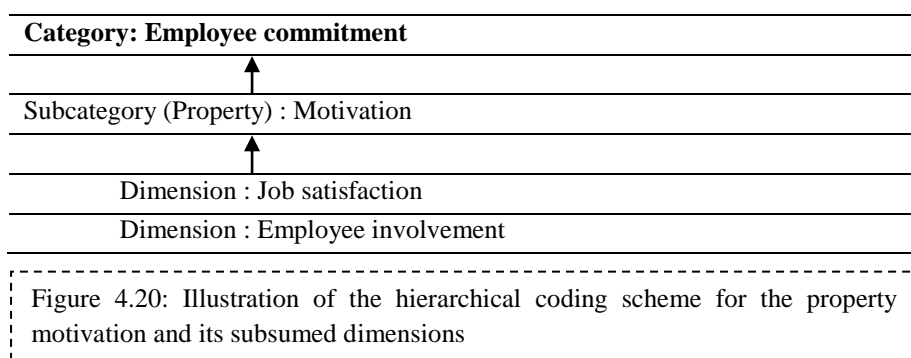 Category: Employee commitment
Subcategory (Property) : Motivation
Dimension : Job satisfaction
Dimension : Employee involvement
Figure 4.20: Illustration of the hierarchical coding scheme for the property
motivation and its subsumed dimensions